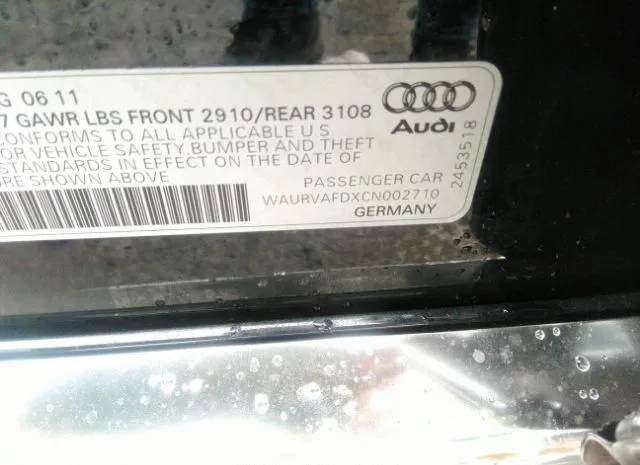 G 06 11
7 GAWR LBS FRONT 2910/REAR 3108
CONFORMS TO ALL APPLICABLE U S
OR VEHICLE SAFETY, BUMPER AND THEFT
STANDARDS IN EFFECT ON THE DATE OF
URE SHOWN ABOVE
PASSENGER CAR
WAURVAFDXCN002710
GERMANY
Audi
2453518